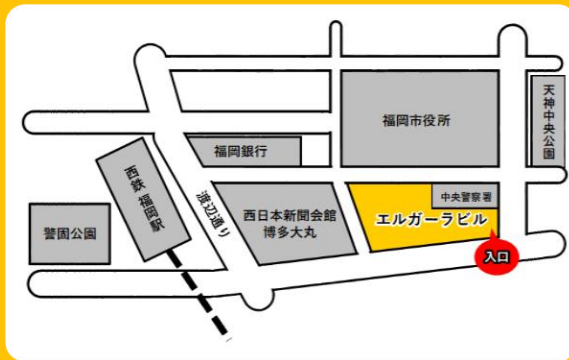 天神中央公園
福岡市役所
福岡銀行
西鉄 福岡駅
渡辺通り
中央警察署
西日本新聞会館
博多大丸
エルガーラビル
警固公園
入口